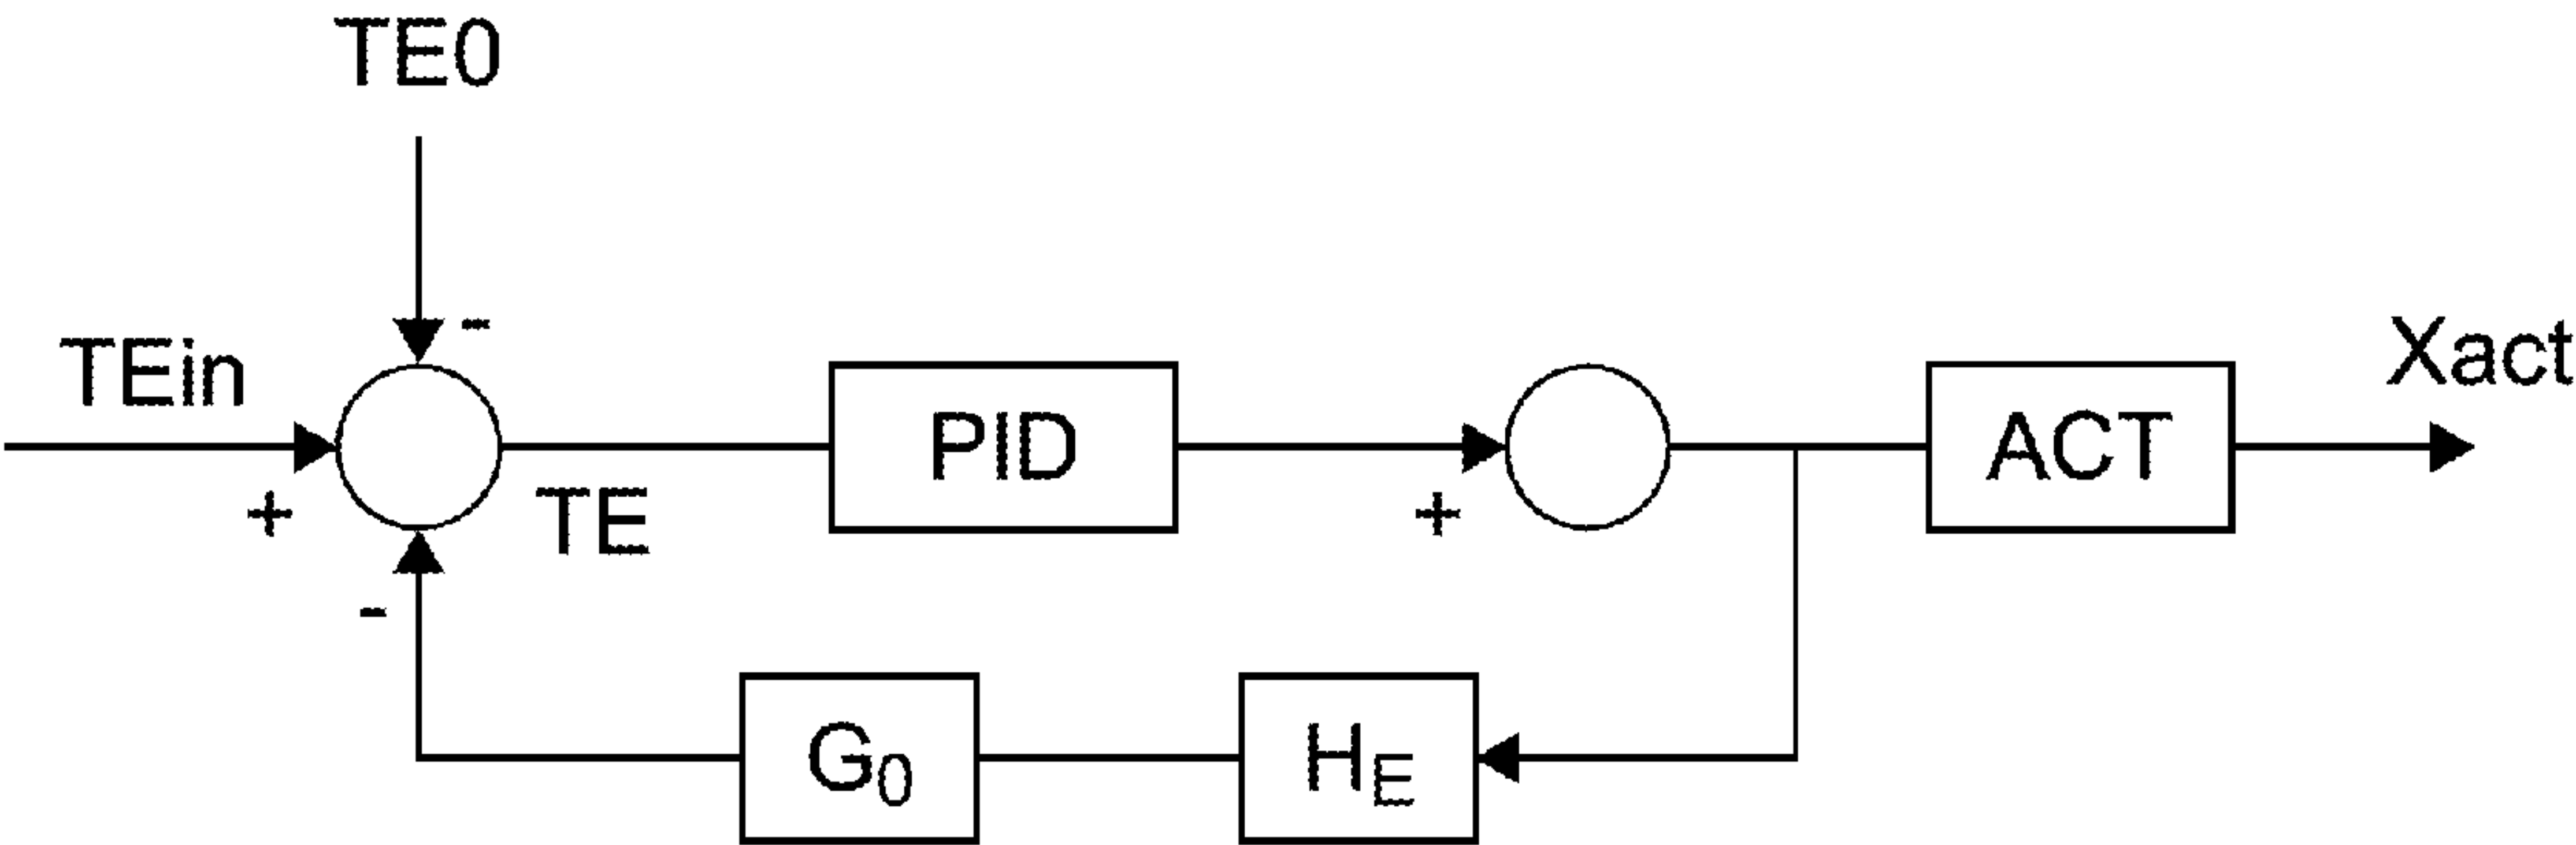 TE0
-
TEin
Xact
PID
ACT
+
TE
+
-
G0
HE